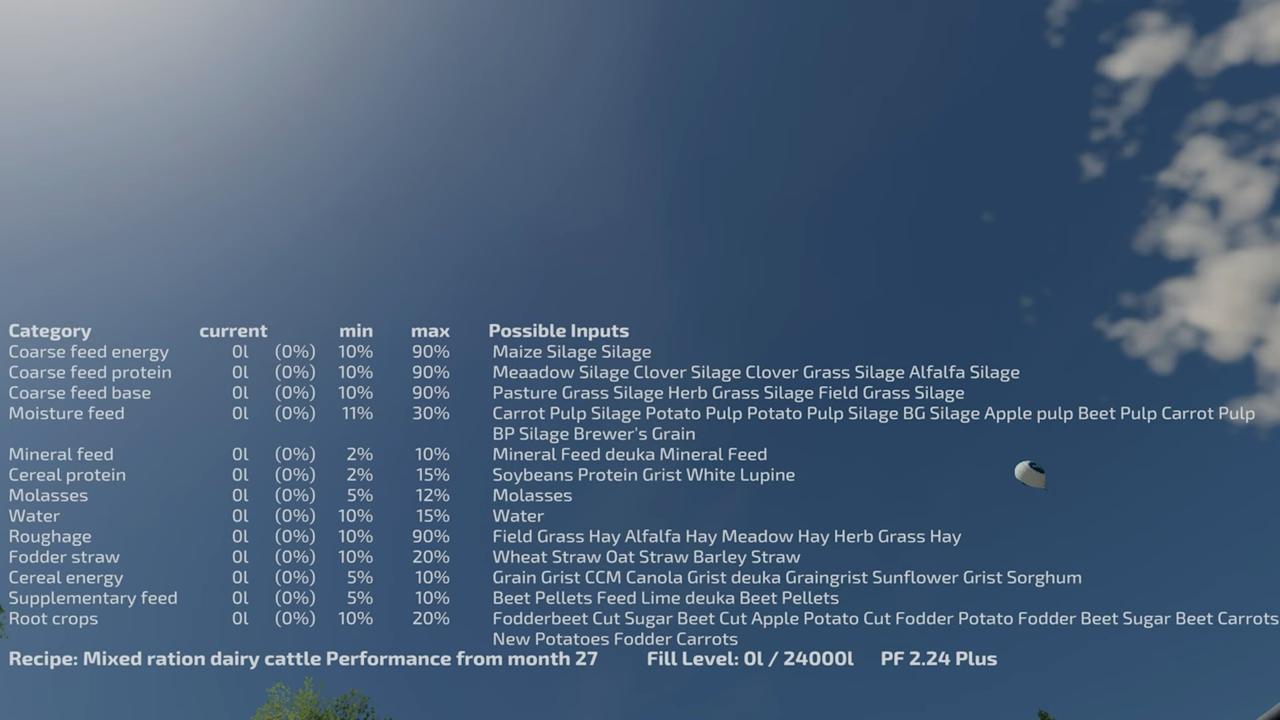 Category current min max Possible Inputs
Coarse feed energy 0l (0%) 10% 90% Maize Silage Silage
Coarse feed protein 0l (0%) 10% 90% Meaadow Silage Clover Silage Clover Grass Silage Alfalfa Silage
Coarse feed base 0l (0%) 10% 90% Pasture Grass Silage Herb Grass Silage Field Grass Silage
Moisture feed 0l (0%) 11% 30% Carrot Pulp Silage Potato Pulp Potato Pulp Silage BG Silage Apple pulp Beet Pulp Carrot Pulp
BP Silage Brewer's Grain
Mineral feed 0l (0%) 2% 10% Mineral Feed deuka Mineral Feed
Cereal protein 0l (0%) 2% 15% Soybeans Protein Grist White Lupine
Molasses 0l (0%) 5% 12% Molasses
Water 0l (0%) 10% 15% Water
Roughage 0l (0%) 10% 90% Field Grass Hay Alfalfa Hay Meadow Hay Herb Grass Hay
Fodder straw 0l (0%) 10% 20% Wheat Straw Oat Straw Barley Straw
Cereal energy 0l (0%) 5% 10% Grain Grist CCM Canola Grist deuka Graingrist Sunflower Grist Sorghum
Supplementary feed 0l (0%) 5% 10% Beet Pellets Feed Lime deuka Beet Pellets
Root crops 0l (0%) 10% 20% Fodderbeet Cut Sugar Beet Cut Apple Potato Cut Fodder Potato Fodder Beet Sugar Beet Carrots
New Potatoes Fodder Carrots
Recipe: Mixed ration dairy cattle Performance from month 27 Fill Level: 0l / 24000l PF 2.24 Plus